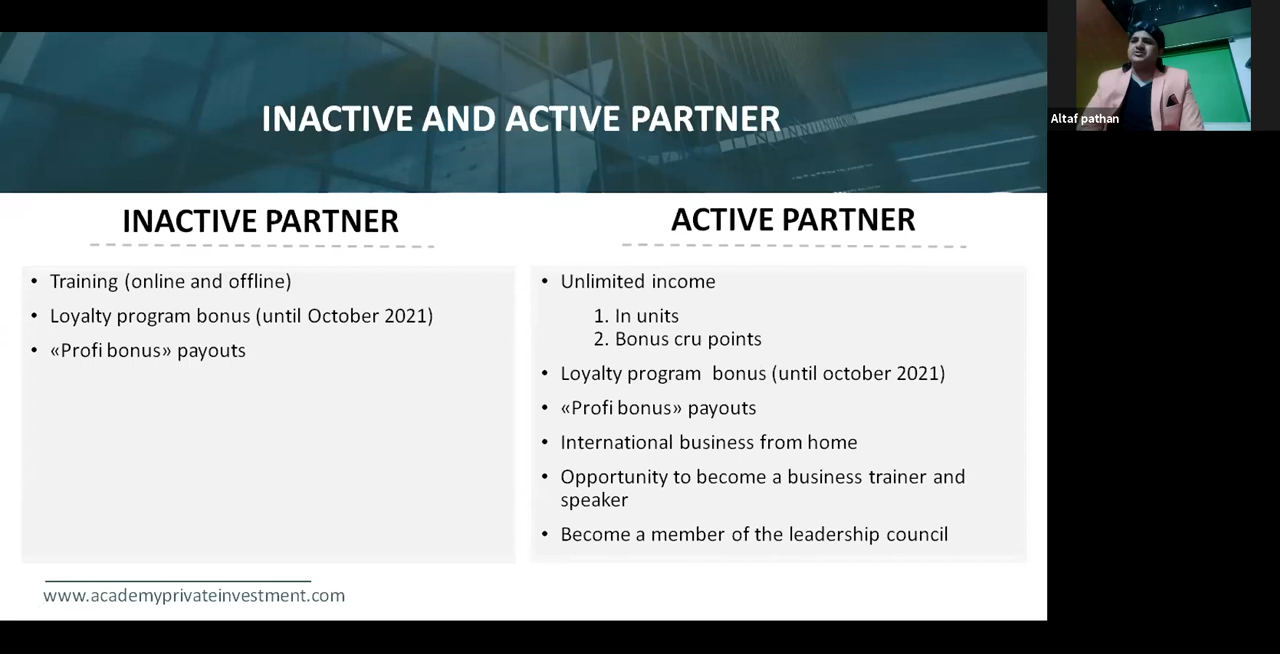 INACTIVE AND ACTIVE PARTNER
Altaf pathan
INACTIVE PARTNER
• Training (online and offline)
• Loyalty program bonus (until October 2021)
• «Profi bonus» payouts
ACTIVE PARTNER
• Unlimited income
1. In units
2. Bonus cru points
• Loyalty program  bonus (until october 2021)
• «Profi bonus» payouts
• International business from home
• Opportunity to become a business trainer and
speaker
• Become a member of the leadership council
www.academyprivateinvestment.com